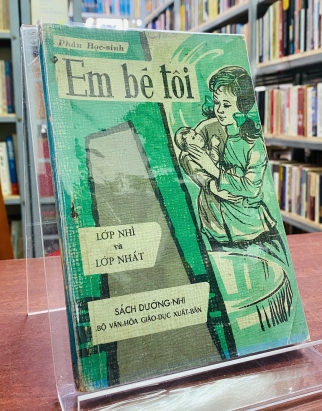 Phần Học-sinh
Em bé tôi
LỚP NHÌ
và
LỚP NHẤT
SÁCH DƯỠNG-NHI
BỘ VĂN-HÓA GIÁO-DỤC XUẤT-BẢN